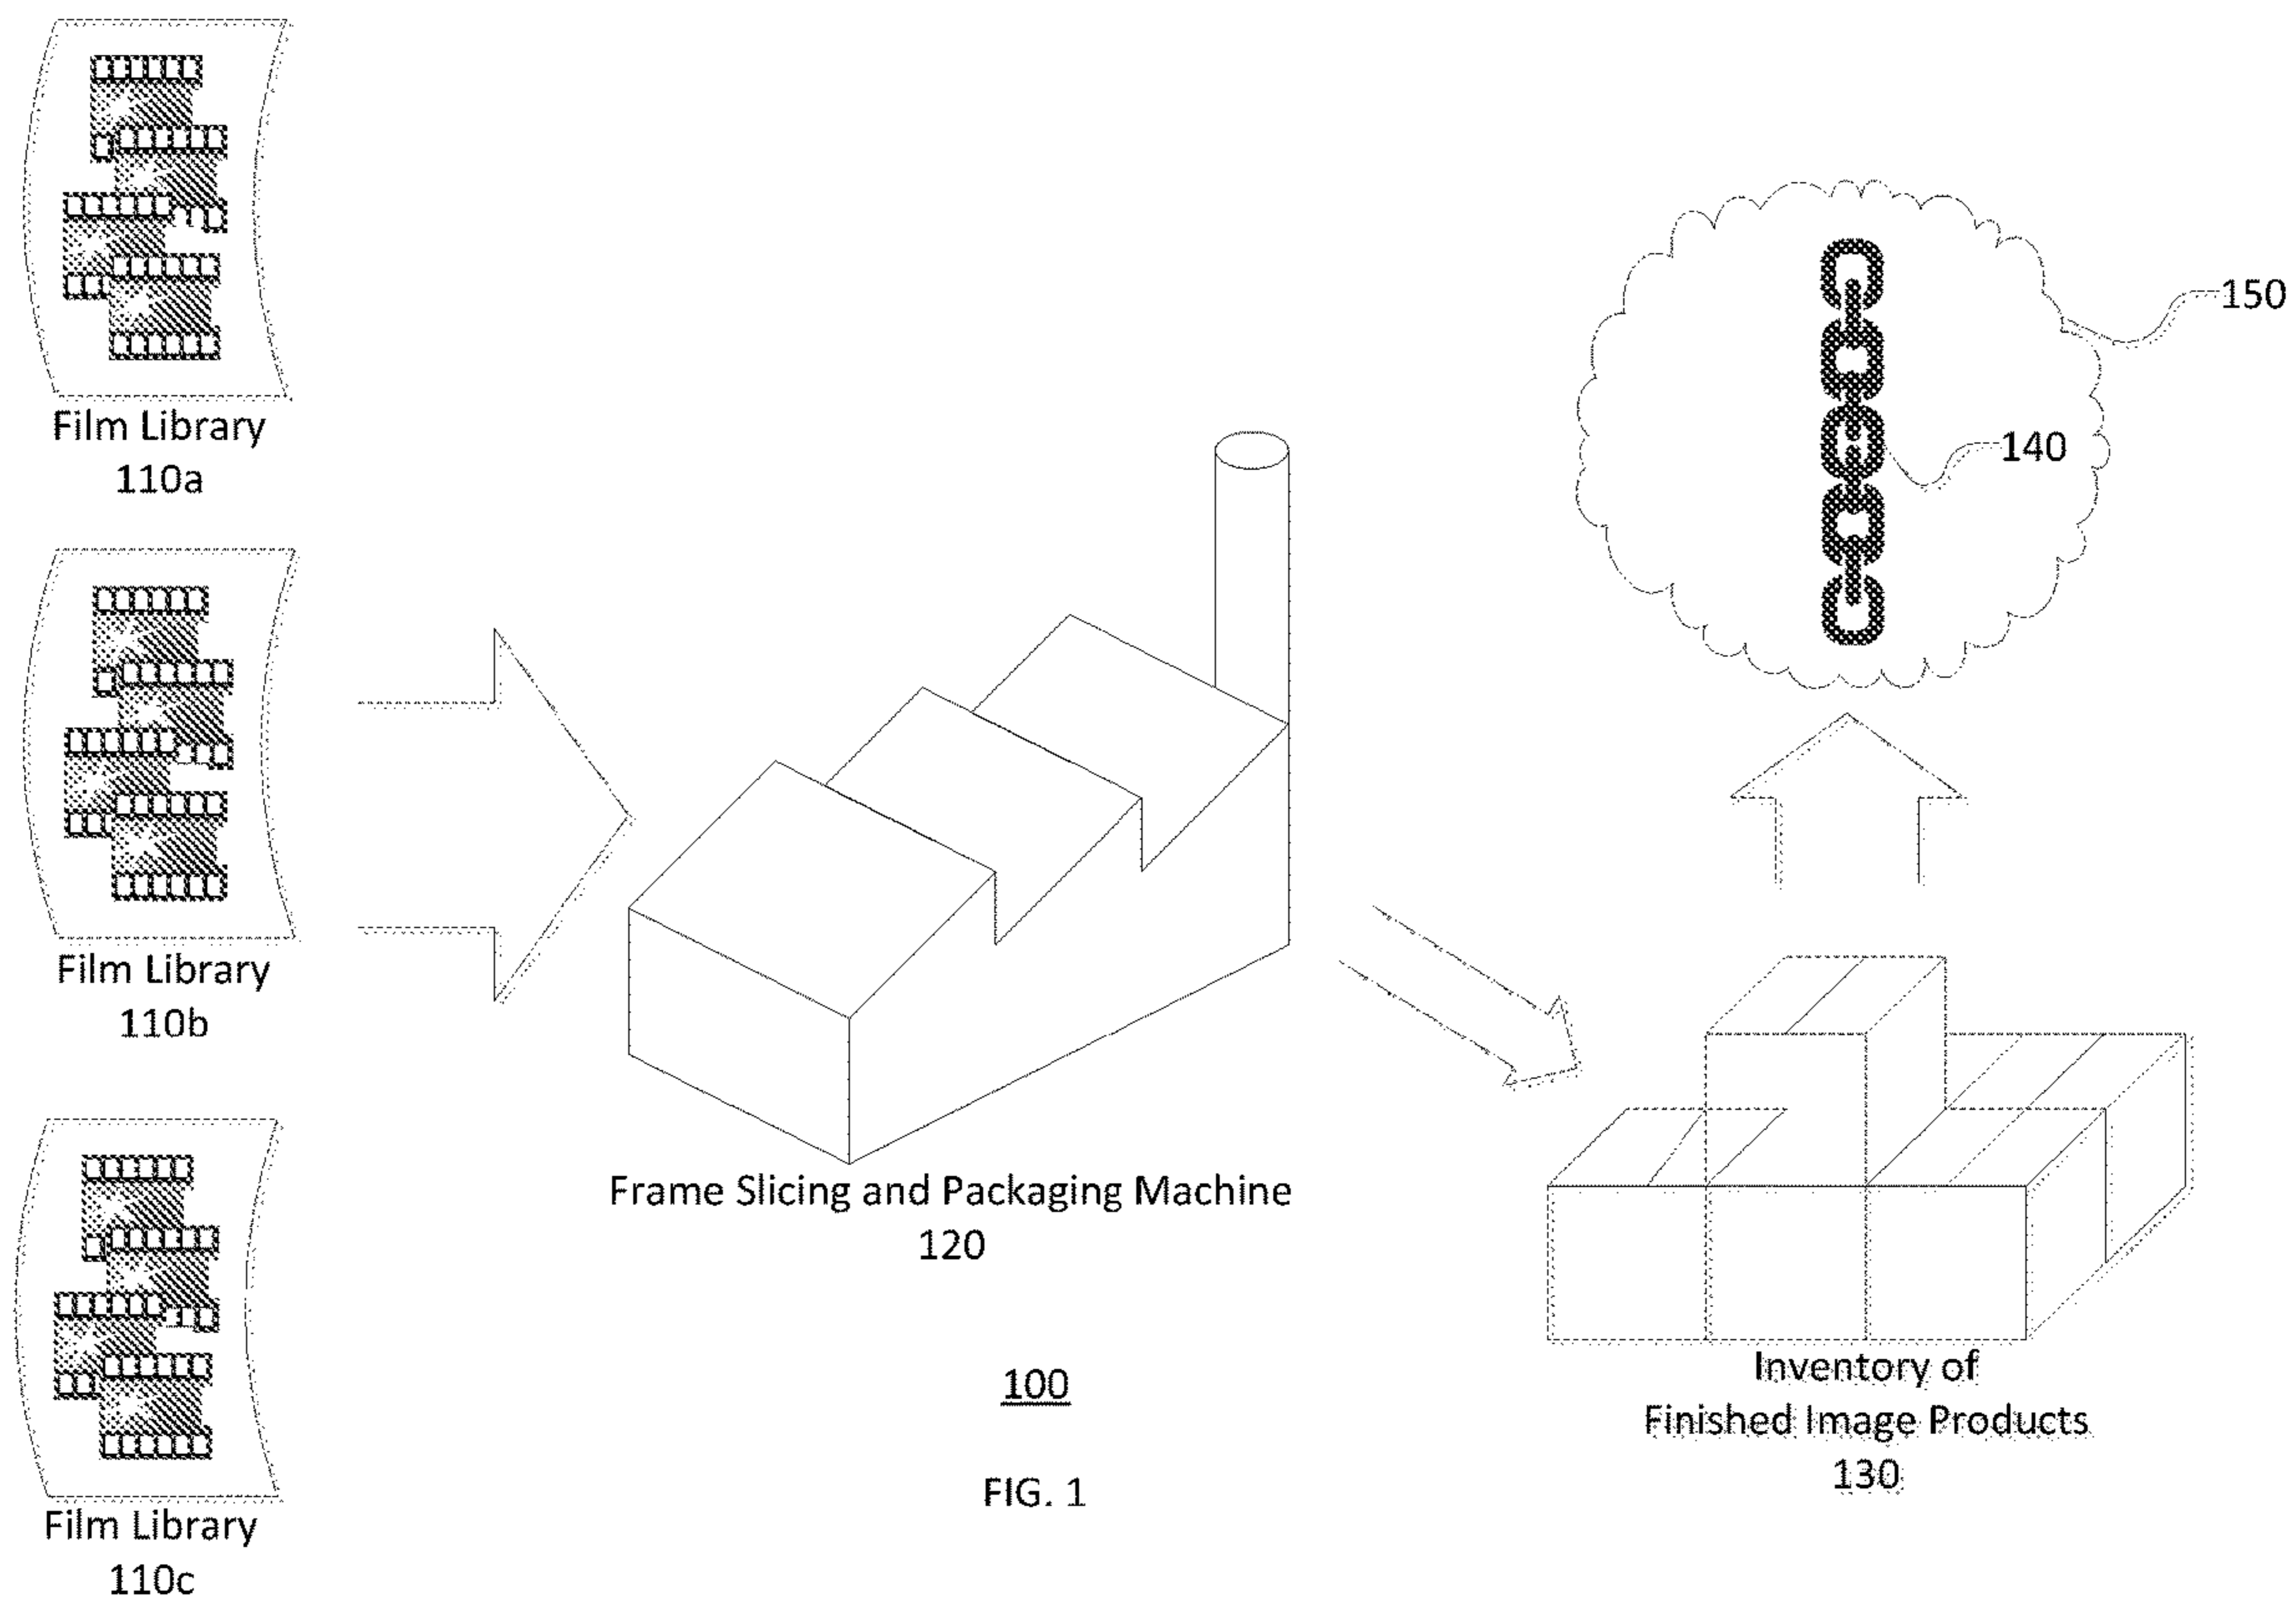 Film Library
110a
Film Library
110b
Film Library
110c
Frame Slicing and Packaging Machine
120
100
FIG. 1
150
140
Inventory of
Finished Image Products
130